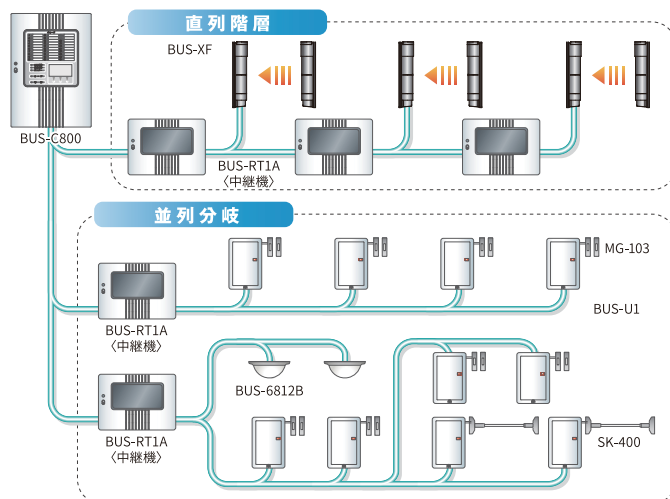 直列階層
BUS-XF
BUS-C800
BUS-RT1A
〈中継機〉
並列分岐
MG-103
BUS-U1
BUS-RT1A
〈中継機〉
BUS-6812B
BUS-RT1A
〈中継機〉
SK-400